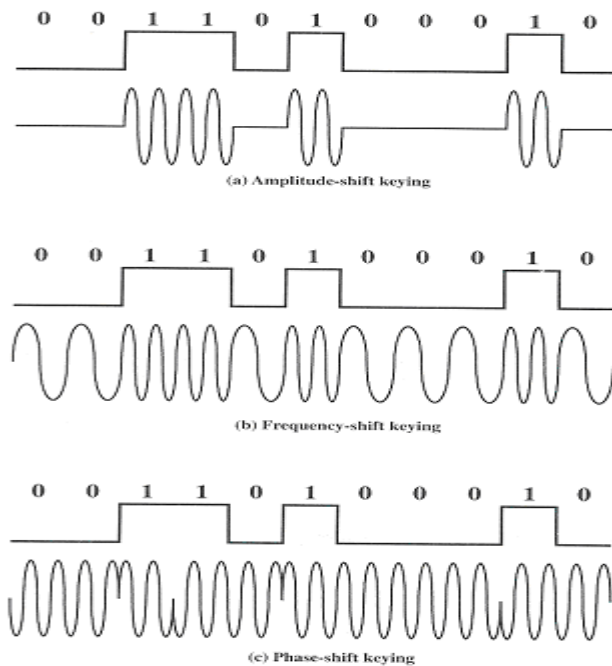 0 0 1 1 0 1 0 0 0 1 0
(a) Amplitude-shift keying
0 0 1 1 0 1 0 0 0 1 0
(b) Frequency-shift keying
0 0 1 1 0 1 0 0 0 1 0
(c) Phase-shift keying